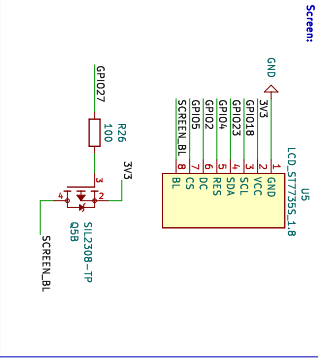 Screen:
GND
3V3
GPIO18
GPIO23
GPIO4
GPIO2
GPIO5
SCREEN_BL
1
2
3
4
5
6
7
8
GND
VCC
SCL
SDA
RES
DC
CS
BL
U5
LCD_ST7735S_1.8
GPIO27
R26
100
3V3
3
4
2
SIL2308-TP
Q5B
SCREEN_BL